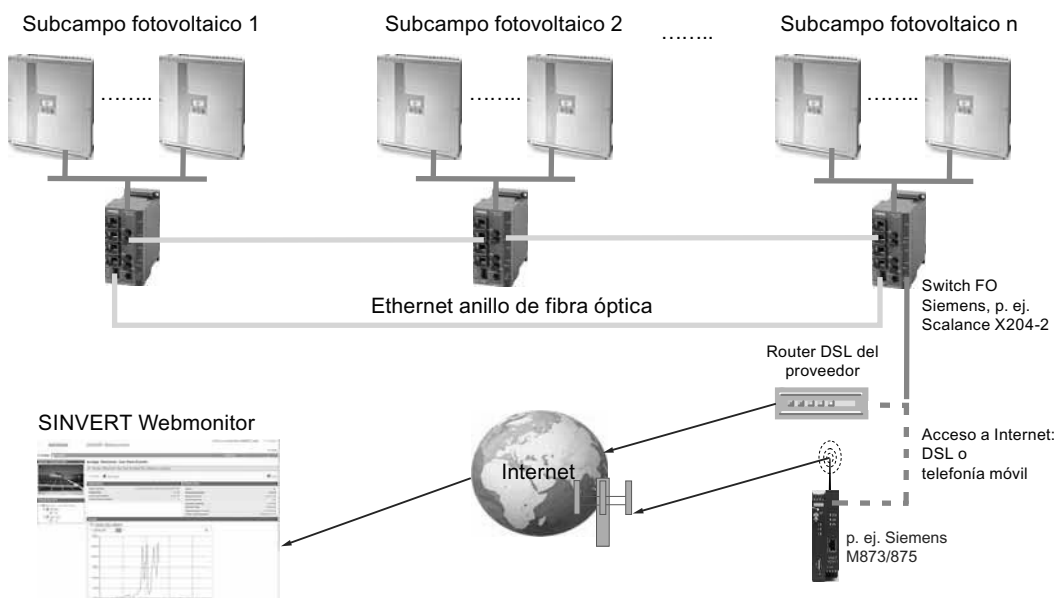 Subcampo fotovoltaico 1
Subcampo fotovoltaico 2
........
Subcampo fotovoltaico n
........
........
........
Ethernet anillo de fibra óptica
Switch FO
Siemens, p. ej.
Scalance X204-2
Router DSL del
proveedor
SINVERT Webmonitor
Internet
Acceso a Internet:
DSL o
telefonía móvil
p. ej. Siemens
M873/875